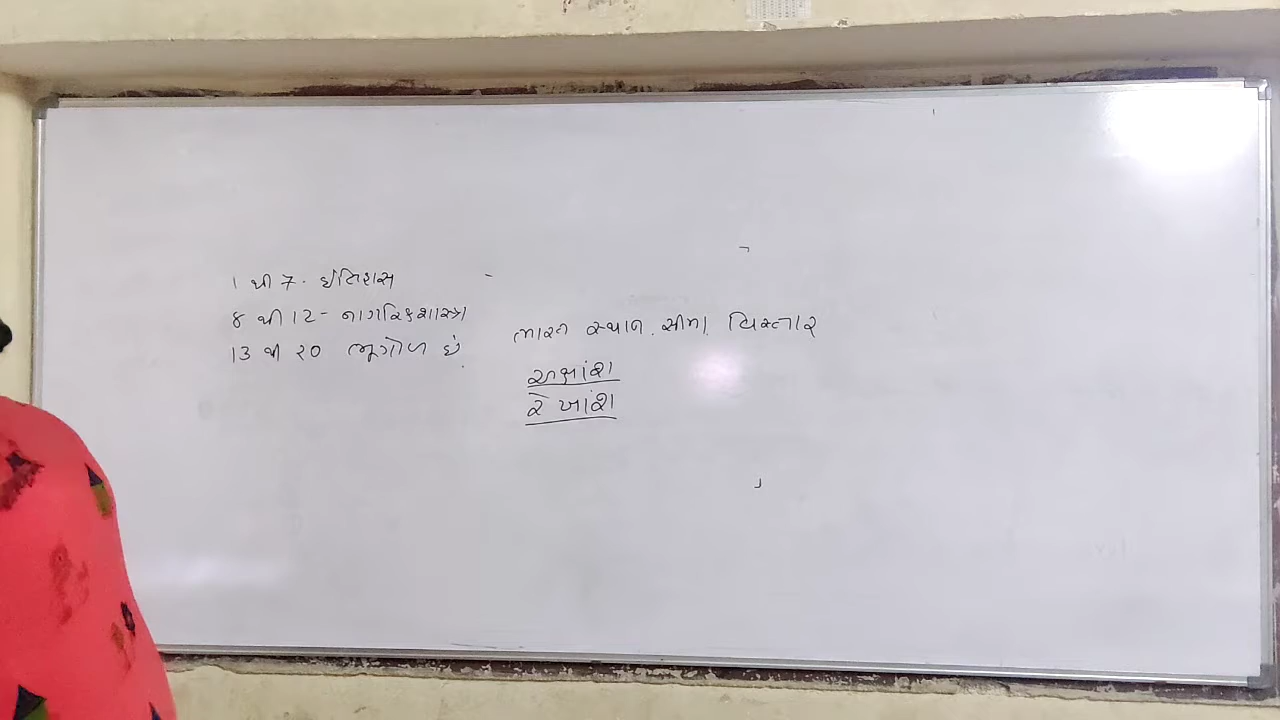 1 થી 7. ઇતિહાસ
8 થી 12 - નાગરિકશાસ્ત્ર
13 થી 20 ભૂગોળ છે.
ભારત સ્થાન, સીમા, વિસ્તાર
અક્ષાંશ
રેખાંશ